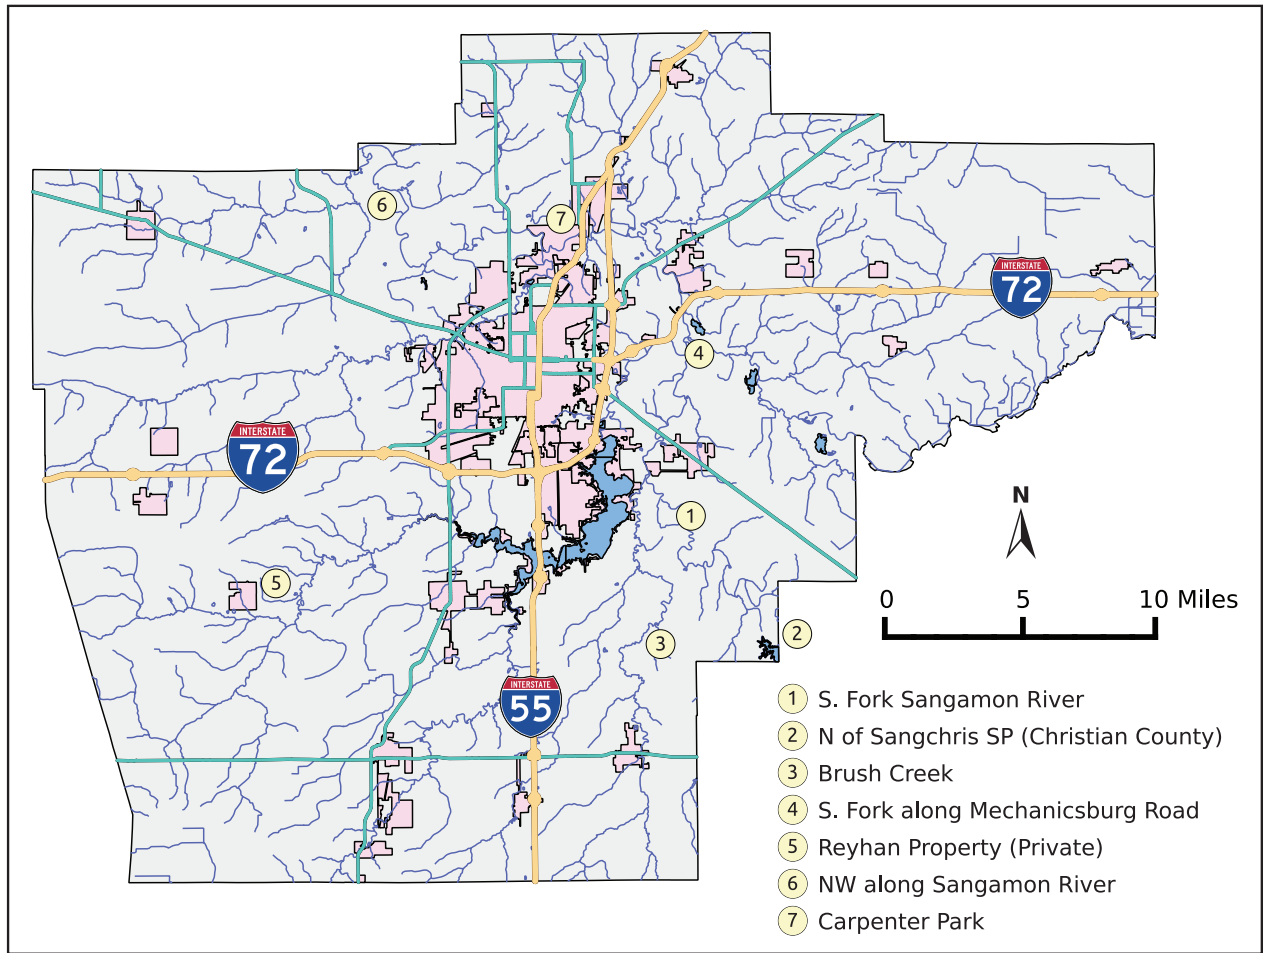 6
7
INTERSTATE
72
4
INTERSTATE
72
1
N
5
0 5 10 Miles
3
2
INTERSTATE
55
1 S. Fork Sangamon River
2 N of Sangchris SP (Christian County)
3 Brush Creek
4 S. Fork along Mechanicsburg Road
5 Reyhan Property (Private)
6 NW along Sangamon River
7 Carpenter Park